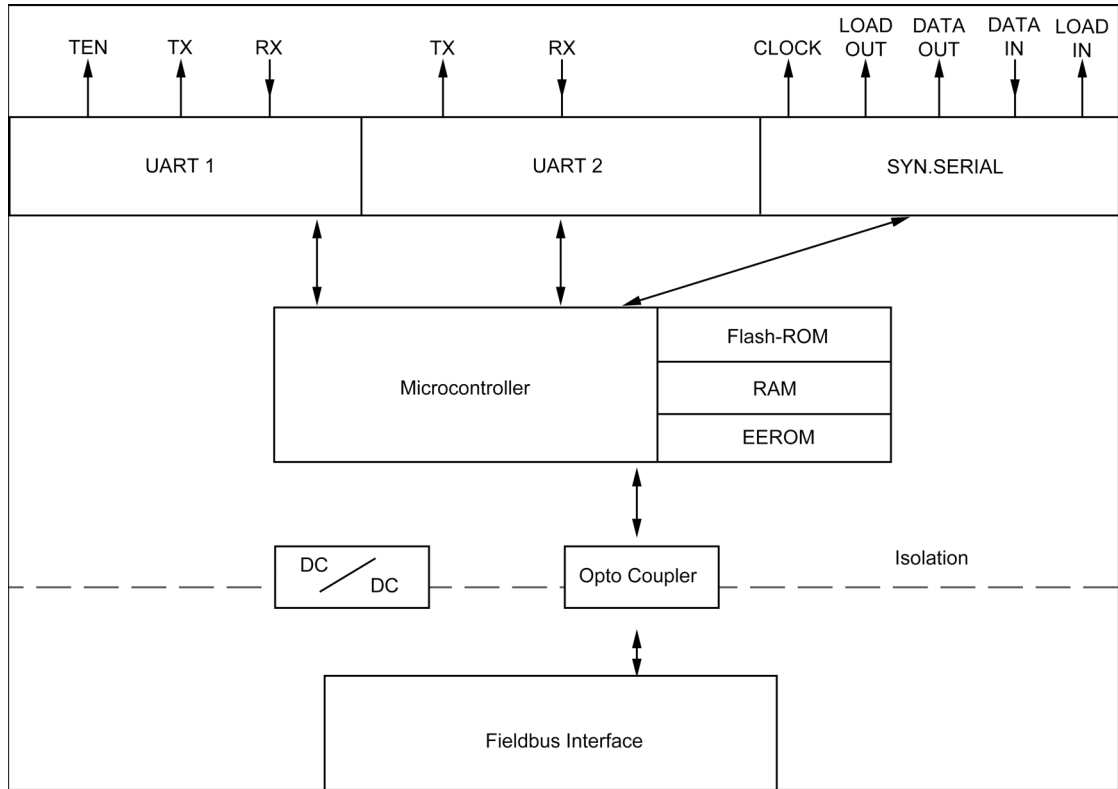 TEN
TX
RX
TX
RX
CLOCK
LOAD
OUT
DATA
OUT
DATA
IN
LOAD
IN
UART 1
UART 2
SYN.SERIAL
Microcontroller
Flash-ROM
RAM
EEROM
DC
DC
Opto Coupler
Isolation
Fieldbus Interface